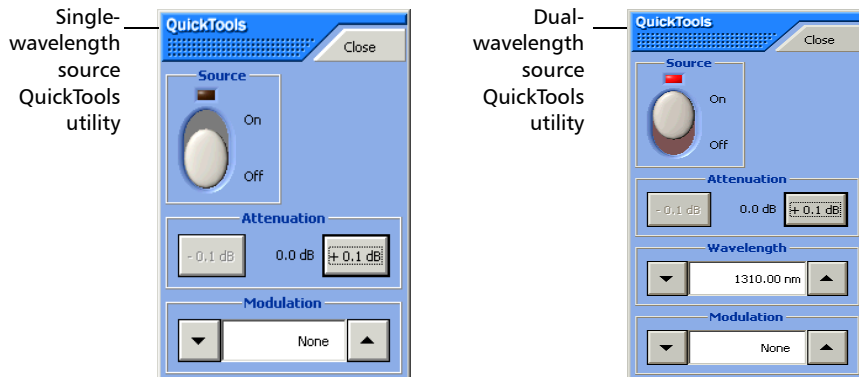 Single-
wavelength
source
QuickTools
utility
QuickTools
Close
Source
On
Off
Attenuation
- 0.1 dB
0.0 dB
+ 0.1 dB
Modulation
None
Dual-
wavelength
source
QuickTools
utility
QuickTools
Close
Source
On
Off
Attenuation
- 0.1 dB
0.0 dB
+ 0.1 dB
Wavelength
1310.00 nm
Modulation
None